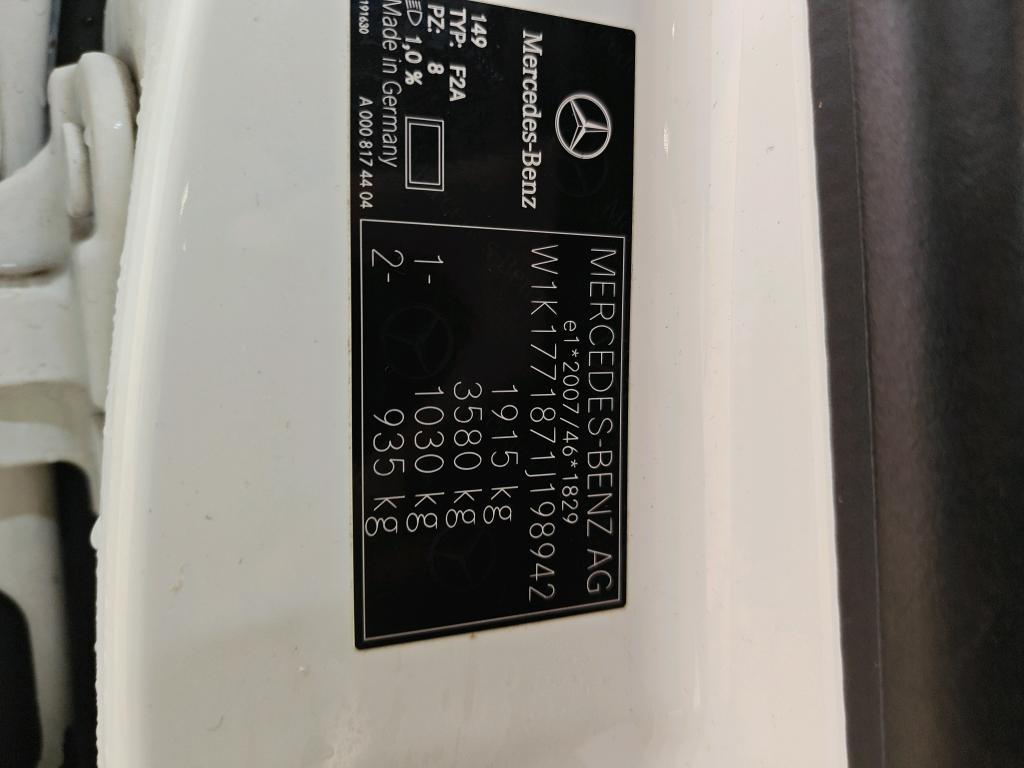 Mercedes-Benz
149
TYP: F2A
PZ: 8
1,0 %
Made in Germany
191630 A 000 817 44 04
MERCEDES-BENZ AG
e1*2007/46*1829
W1K1771871J198942
1915 kg
3580 kg
1- 1030 kg
2- 935 kg